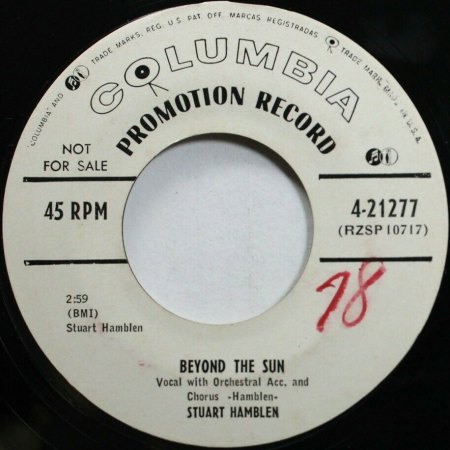 "COLUMBIA" AND TRADE MARKS, REG. U.S. PAT. OFF. MARCAS REGISTRADAS TRADE MARK.
COLUMBIA
PROMOTION RECORD
NOT
FOR SALE
45 RPM
4-21277
(RZSP 10717)
78
2:59
(BMI)
Stuart Hamblen
BEYOND THE SUN
Vocal with Orchestral Acc. and
Chorus -Hamblen-
STUART HAMBLEN